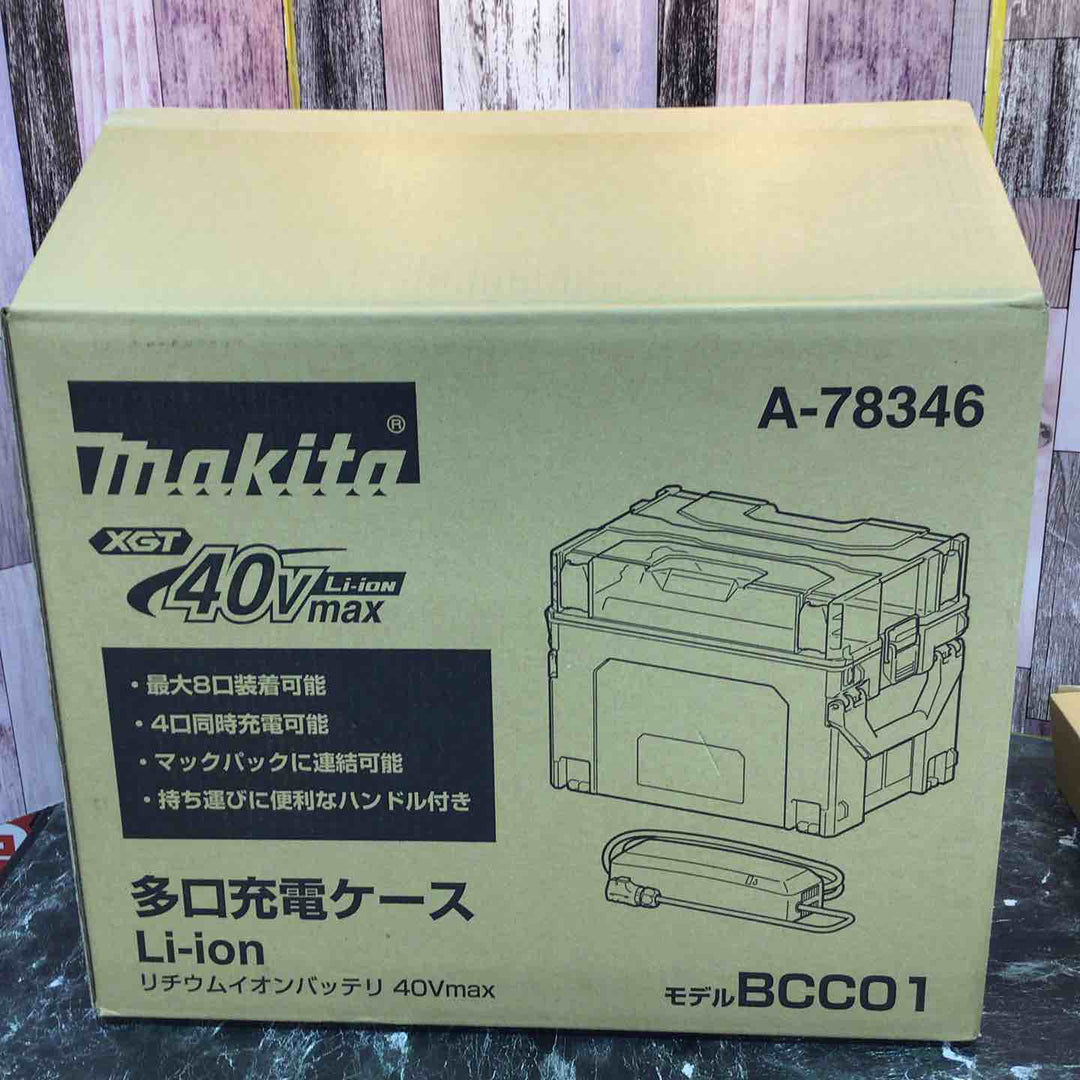 A-78346
makita®
XGT
40Vmax Li-ion
・最大8口装着可能
・4口同時充電可能
・マックパックに連結可能
・持ち運びに便利なハンドル付き
多口充電ケース
Li-ion
リチウムイオンバッテリ 40Vmax
モデルBCC01